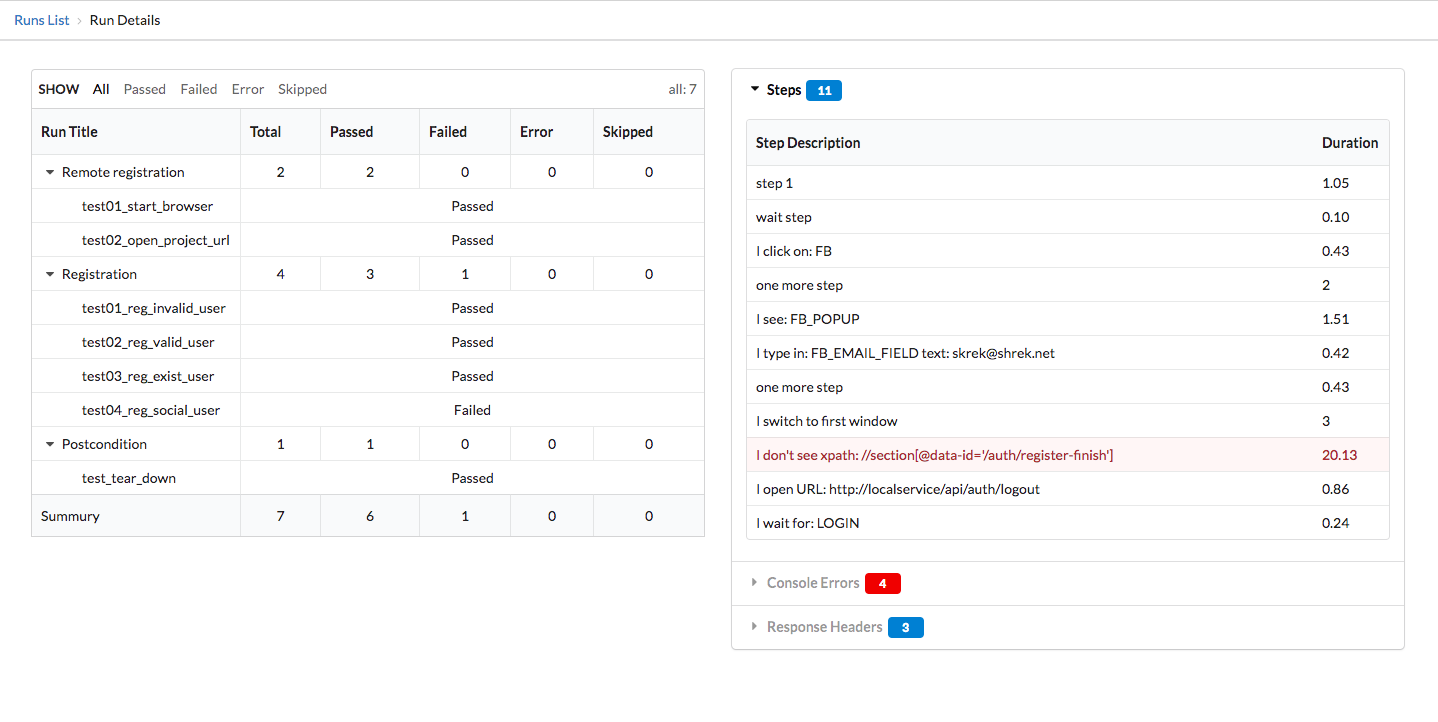 Runs List › Run Details
SHOW All Passed Failed Error Skipped all: 7
Run Title Total Passed Failed Error Skipped
Remote registration 2 2 0 0 0
test01_start_browser Passed
test02_open_project_url Passed
Registration 4 3 1 0 0
test01_reg_invalid_user Passed
test02_reg_valid_user Passed
test03_reg_exist_user Passed
test04_reg_social_user Failed
Postcondition 1 1 0 0 0
test_tear_down Passed
Summury 7 6 1 0 0
Steps 11
Step Description Duration
step 1 1.05
wait step 0.10
I click on: FB 0.43
one more step 2
I see: FB_POPUP 1.51
I type in: FB_EMAIL_FIELD text: skrek@shrek.net 0.42
one more step 0.43
I switch to first window 3
I don't see xpath: //section[@data-id='/auth/register-finish'] 20.13
I open URL: http://localservice/api/auth/logout 0.86
I wait for: LOGIN 0.24
Console Errors 4
Response Headers 3